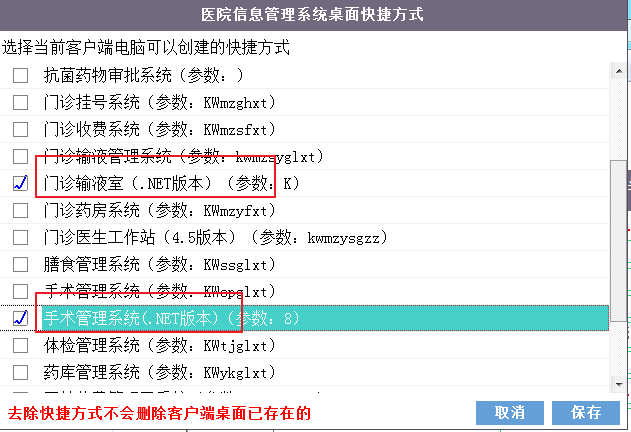 医院信息管理系统桌面快捷方式
选择当前客户端电脑可以创建的快捷方式
抗菌药物审批系统（参数：）
门诊挂号系统（参数：KWmzghxt）
门诊收费系统（参数：KWmzsfxt）
门诊输液管理系统（参数：kwmzsyglxt）
门诊输液室（.NET版本）（参数：K）
门诊药房系统（参数：KWmzyfxt）
门诊医生工作站（4.5版本）（参数：kwmzysgzz）
膳食管理系统（参数：KWssglxt）
手术管理系统（参数：KWspglxt）
手术管理系统(.NET版本)（参数：3）
体检管理系统（参数：KWtjglxt）
药库管理系统（参数：KWykglxt）
去除快捷方式不会删除客户端桌面已存在的
取消 保存